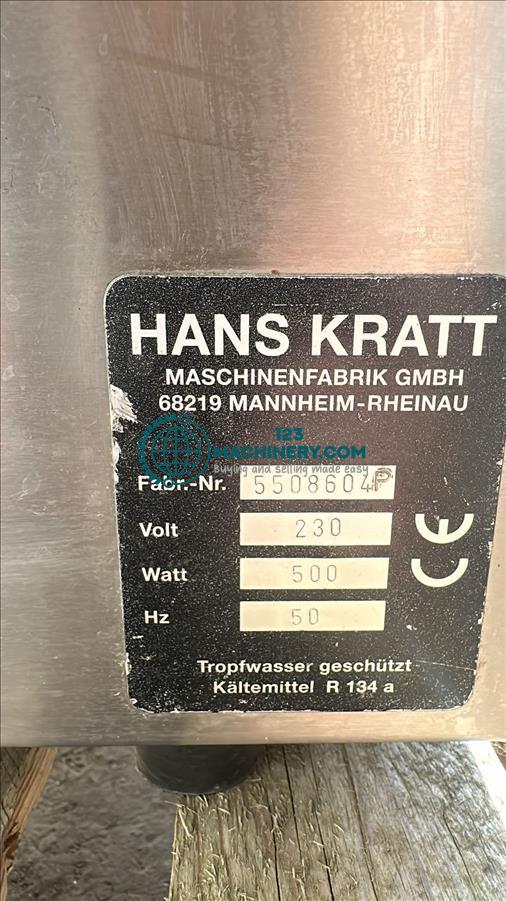 HANS KRATT
MASCHINENFABRIK GMBH
68219 MANNHEIM-RHEINAU
123
MACHINERY.COM
Buying and selling made easy
Fabr.-Nr. 5508604P
Volt 230
Watt 500
Hz 50
CE
Tropfwasser geschützt
Kältemittel R 134 a